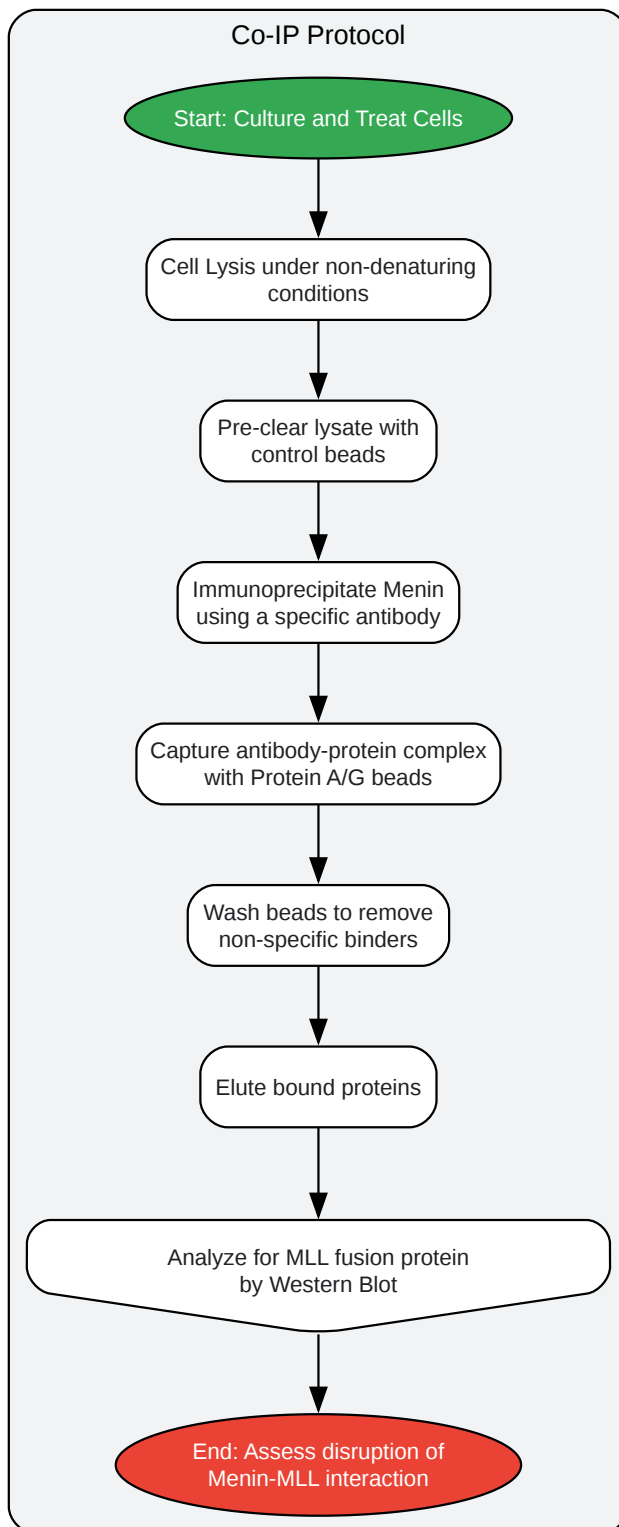 Co-IP Protocol
Start: Culture and Treat Cells
Cell Lysis under non-denaturing
conditions
Pre-clear lysate with
control beads
Immunoprecipitate Menin
using a specific antibody
Capture antibody-protein complex
with Protein A/G beads
Wash beads to remove
non-specific binders
Elute bound proteins
Analyze for MLL fusion protein
by Western Blot
End: Assess disruption of
Menin-MLL interaction